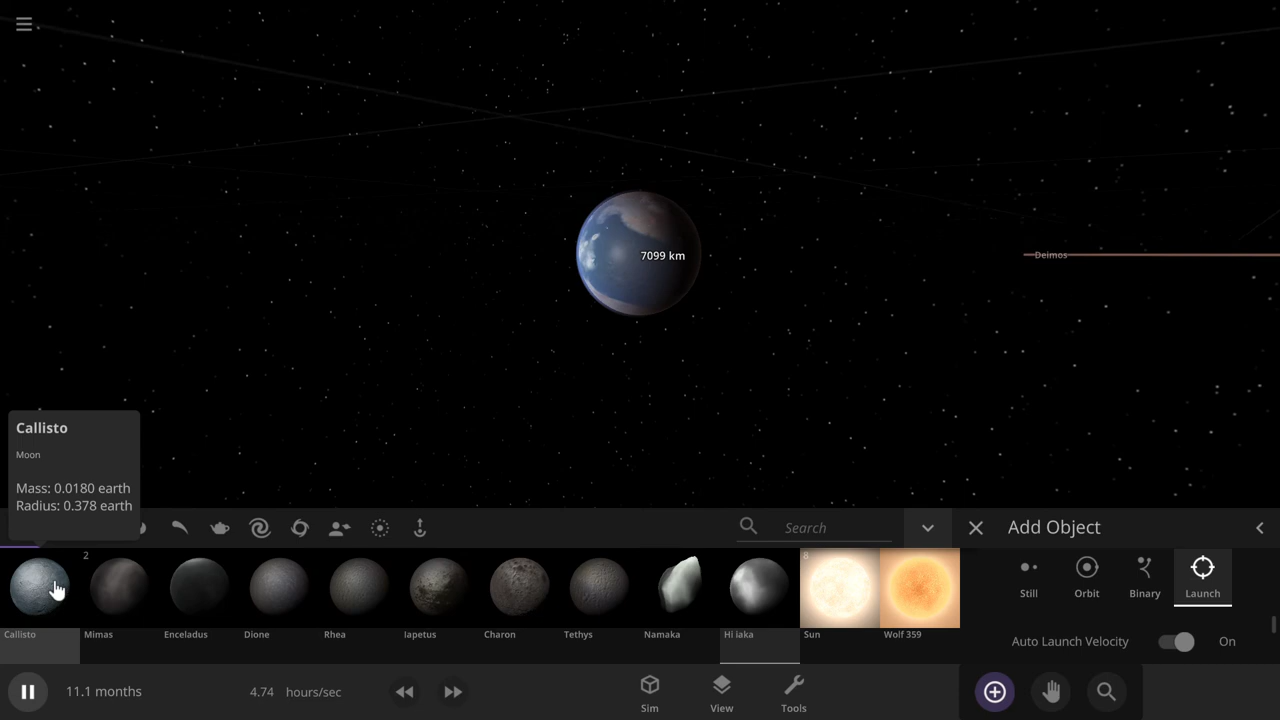 7099 km
Deimos
Callisto
Moon
Mass: 0.0180 earth
Radius: 0.378 earth
Search
Add Object
2
8
Callisto
Mimas
Enceladus
Dione
Rhea
Iapetus
Charon
Tethys
Namaka
Hi iaka
Sun
Wolf 359
Still
Orbit
Binary
Launch
Auto Launch Velocity
On
11.1 months
4.74 hours/sec
Sim
View
Tools